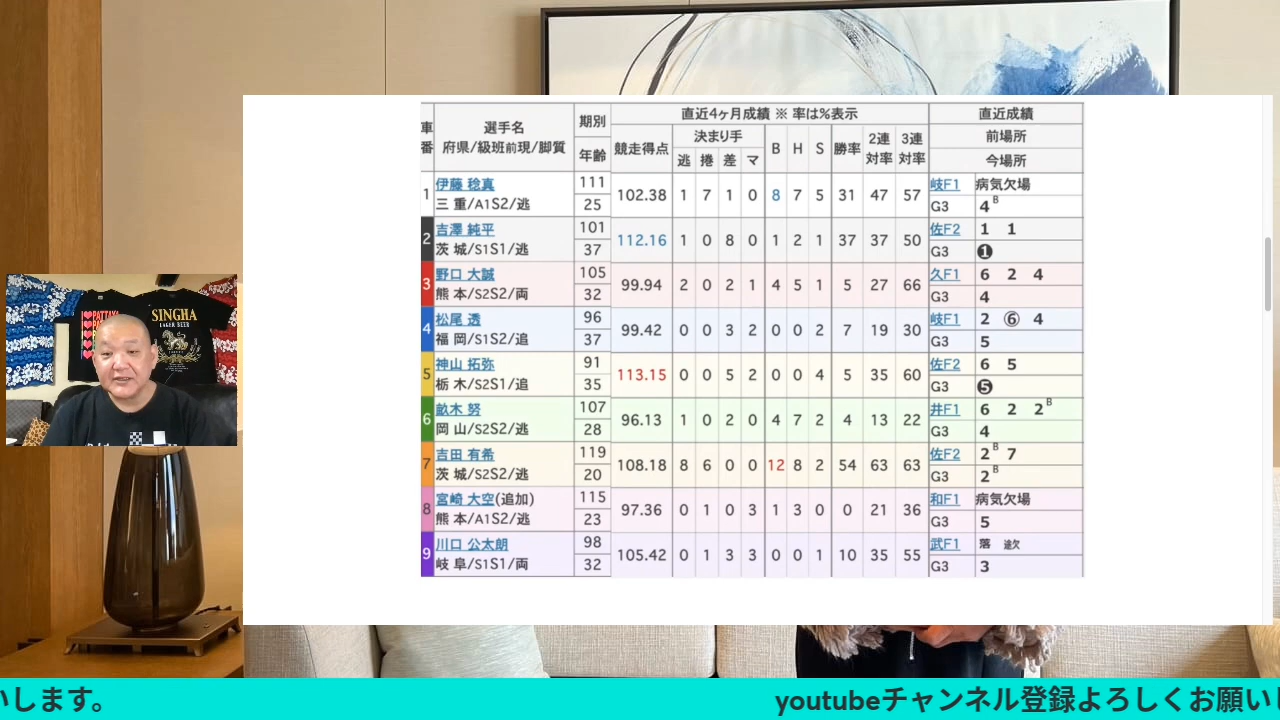 車番 選手名 府県/級班前現/脚質 期別 年齢 直近4ヶ月成績 ※ 率は%表示 直近成績
競走得点 決まり手 B H S 勝率 2連対率 3連対率 前場所
逃 捲 差 マ 今場所
1 伊藤 稔真 111 102.38 1 7 1 0 8 7 5 31 47 57 岐F1 病気欠場
三 重/A1S2/逃 25 G3 4B
2 吉澤 純平 101 112.16 1 0 8 0 1 2 1 37 37 50 佐F2 1 1
茨 城/S1S1/逃 37 G3 ❶
3 野口 大誠 105 99.94 2 0 2 1 4 5 1 5 27 66 久F1 6 2 4
熊 本/S2S2/両 32 G3 4
4 松尾 透 96 99.42 0 0 3 2 0 0 2 7 19 30 岐F1 2 ⑥ 4
福 岡/S1S2/追 37 G3 5
5 神山 拓弥 91 113.15 0 0 5 2 0 0 4 5 35 60 佐F2 6 5
栃 木/S2S1/追 35 G3 ❺
6 畝木 努 107 96.13 1 0 2 0 4 7 2 4 13 22 井F1 6 2 2B
岡 山/S2S2/逃 28 G3 4
7 吉田 有希 119 108.18 8 6 0 0 12 8 2 54 63 63 佐F2 2B 7
茨 城/S2S2/逃 20 G3 2B
8 宮崎 大空(追加) 115 97.36 0 1 0 3 1 3 0 0 21 36 和F1 病気欠場
熊 本/A1S2/逃 23 G3 5
9 川口 公太朗 98 105.42 0 1 3 3 0 0 1 10 35 55 武F1 落 途欠
岐 阜/S1S1/両 32 G3 3
PATTAYA
SINGHA
LAGER BEER
いします。 youtubeチャンネル登録よろしくお願いし